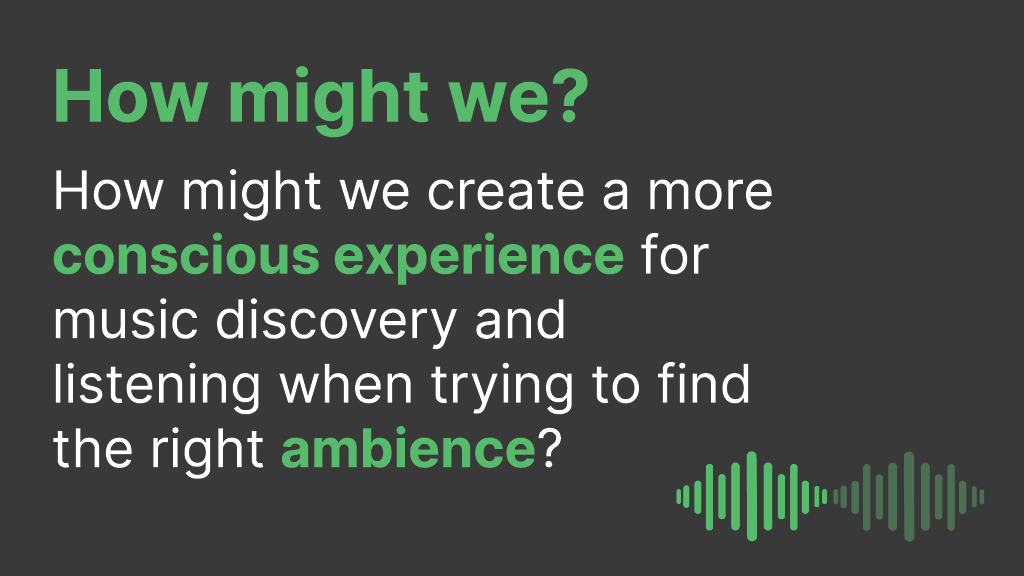 How might we?
How might we create a more
conscious experience for
music discovery and
listening when trying to find
the right ambience?